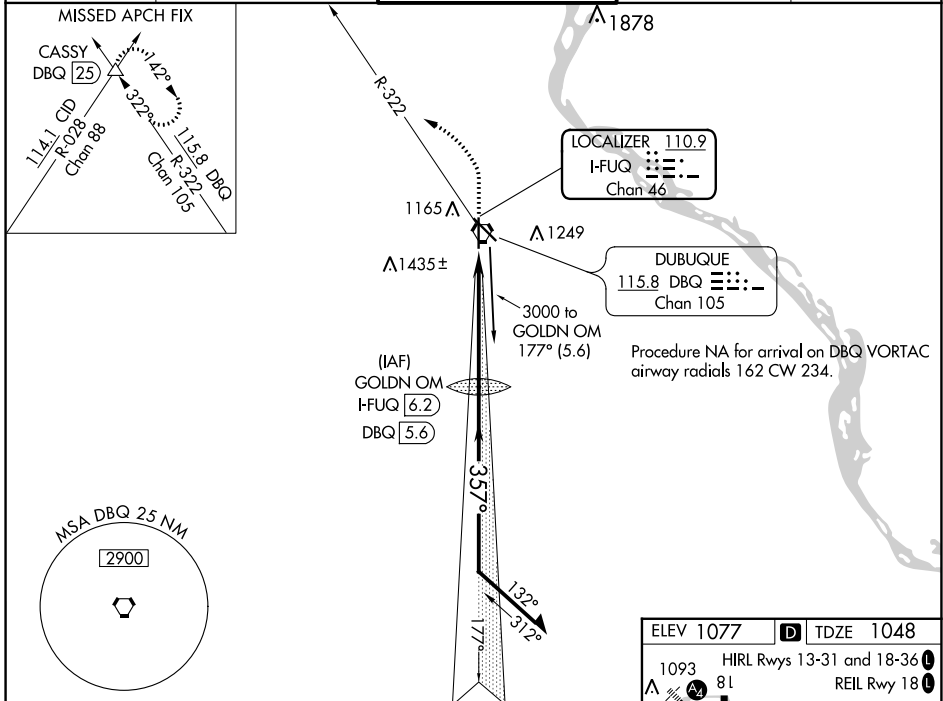 MISSED APCH FIX
CASSY
DBQ 25
142°
322°
114.1 CID
R-028
Chan 88
115.8 DBQ
R-322
Chan 105
R-322
1878
LOCALIZER 110.9
I-FUQ
Chan 46
1165
1249
1435±
DUBUQUE
115.8 DBQ
Chan 105
3000 to
GOLDN OM
177° (5.6)
Procedure NA for arrival on DBQ VORTAC
airway radials 162 CW 234.
(IAF)
GOLDN OM
I-FUQ 6.2
DBQ 5.6
357°
MSA DBQ 25 NM
2900
132°
312°
177°
ELEV 1077 D TDZE 1048
HIRL Rwys 13-31 and 18-36 L
REIL Rwy 18 L
1093
A4
18